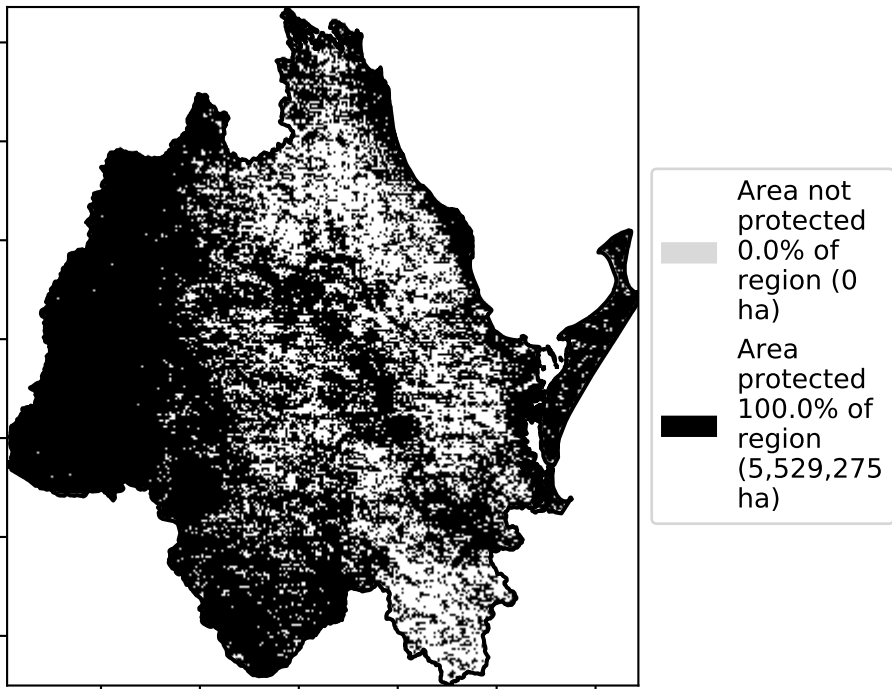 Area not
protected
0.0% of
region (0
ha)
Area
protected
100.0% of
region
(5,529,275
ha)